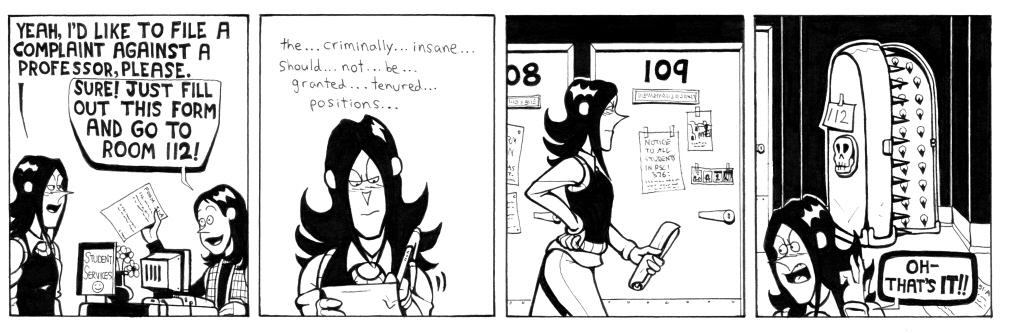 YEAH, I'D LIKE TO FILE A
COMPLAINT AGAINST A
PROFESSOR, PLEASE.
SURE! JUST FILL
OUT THIS FORM
AND GO TO
ROOM 112!
STUDENT
SERVICES
the... criminally... insane...
should... not... be...
granted... tenured...
positions...
08
109
NOTICE
TO ALL
STUDENTS
IN PSCI
376:
112
OH-
THAT'S IT!!